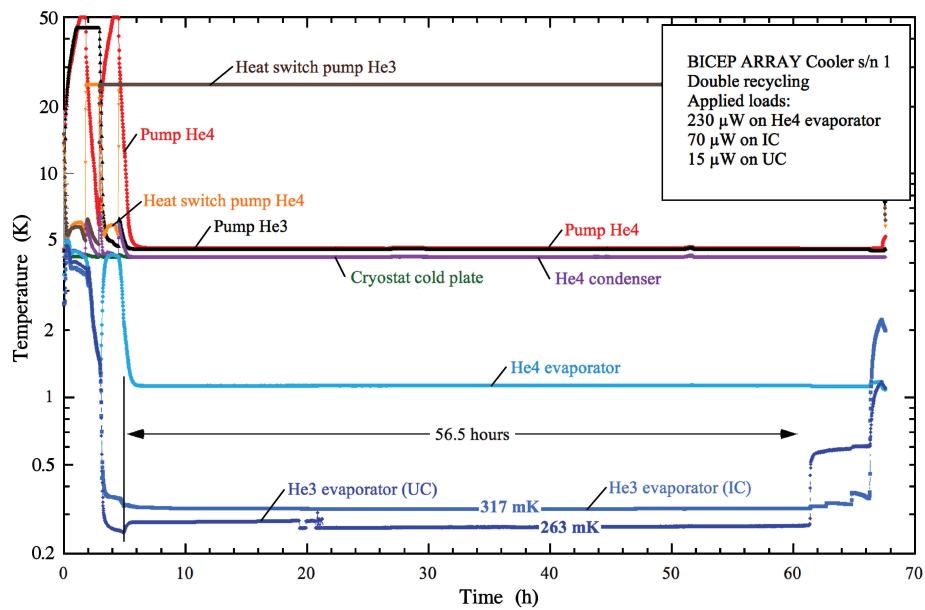 50
20
10
5
2
1
0.5
0.2
Temperature (K)
BICEP ARRAY Cooler s/n 1
Double recycling
Applied loads:
230 µW on He4 evaporator
70 µW on IC
15 µW on UC
Heat switch pump He3
Pump He4
Heat switch pump He4
Pump He3
Pump He4
Cryostat cold plate
He4 condenser
He4 evaporator
56.5 hours
He3 evaporator (UC)
317 mK
He3 evaporator (IC)
263 mK
0 10 20 30 40 50 60 70
Time (h)